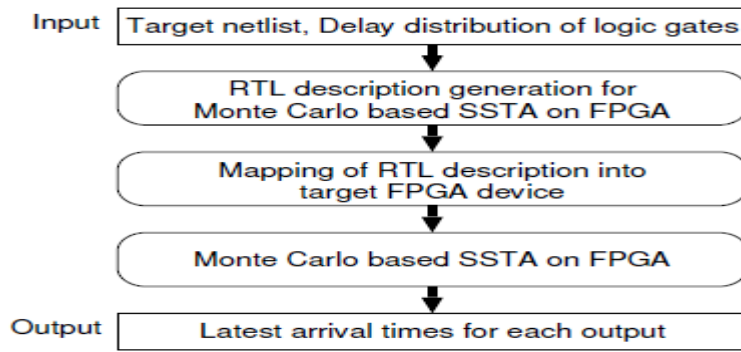 Input Target netlist, Delay distribution of logic gates
RTL description generation for
Monte Carlo based SSTA on FPGA
Mapping of RTL description into
target FPGA device
Monte Carlo based SSTA on FPGA
Output Latest arrival times for each output